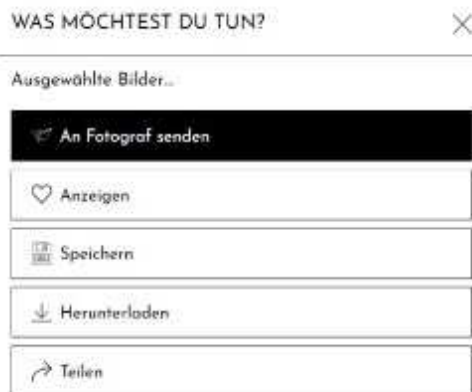 WAS MÖCHTEST DU TUN?
Ausgewählte Bilder...
An Fotograf senden
Anzeigen
Speichern
Herunterladen
Teilen